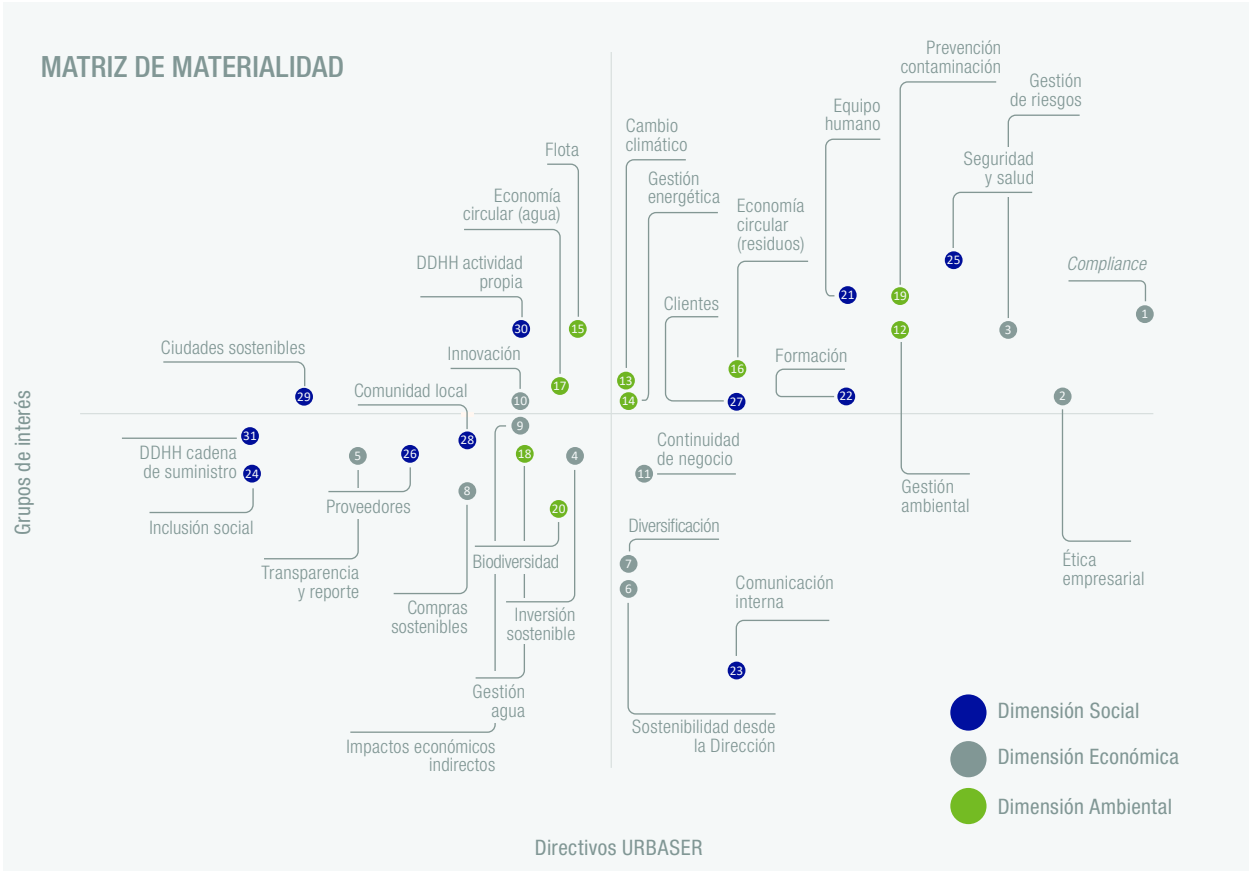 MATRIZ DE MATERIALIDAD
Prevención
contaminación
Gestión
de riesgos
Equipo
humano
Cambio
climático
Flota
Seguridad
y salud
Gestión
energética
Economía
circular (agua)
Economía
circular
(residuos)
DDHH actividad
propia
Compliance
25
21
19
1
Clientes
30
15
12
3
Ciudades sostenibles
Innovación
Formación
16
13
17
Comunidad local
29
10
14
27
22
2
31
28
9
DDHH cadena
de suministro
24
5
26
18
4
Continuidad
de negocio
11
8
Gestión
ambiental
Inclusión social
Proveedores
20
Diversificación
Biodiversidad
7
6
Ética
empresarial
Transparencia
y reporte
Comunicación
interna
Compras
sostenibles
Inversión
sostenible
23
Gestión
agua
Sostenibilidad desde
la Dirección
Impactos económicos
indirectos
Grupos de interés
Dimensión Social
Dimensión Económica
Dimensión Ambiental
Directivos URBASER